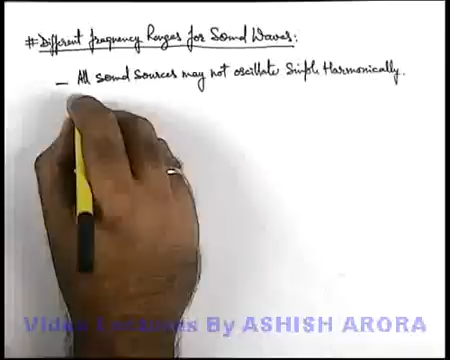 # Different frequency Ranges for Sound Waves:
— All sound sources may not oscillate Simple Harmonically.
Video Lectures By ASHISH ARORA